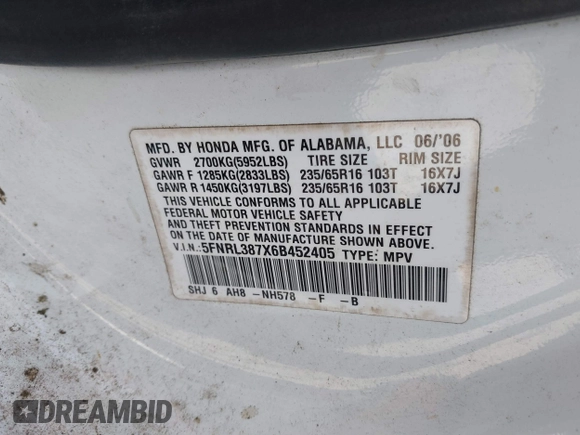 MFD. BY HONDA MFG. OF ALABAMA, LLC 06/'06
GVWR 2700KG(5952LBS) TIRE SIZE RIM SIZE
GAWR F 1285KG(2833LBS) 235/65R16 103T 16X7J
GAWR R 1450KG(3197LBS) 235/65R16 103T 16X7J
THIS VEHICLE CONFORMS TO ALL APPLICABLE
FEDERAL MOTOR VEHICLE SAFETY
AND THEFT PREVENTION STANDARDS IN EFFECT
ON THE DATE OF MANUFACTURE SHOWN ABOVE.
V.I.N.:5FNRL387X6B452405 TYPE: MPV
SHJ 6 AH8 -NH578 -F -B
DREAMBID